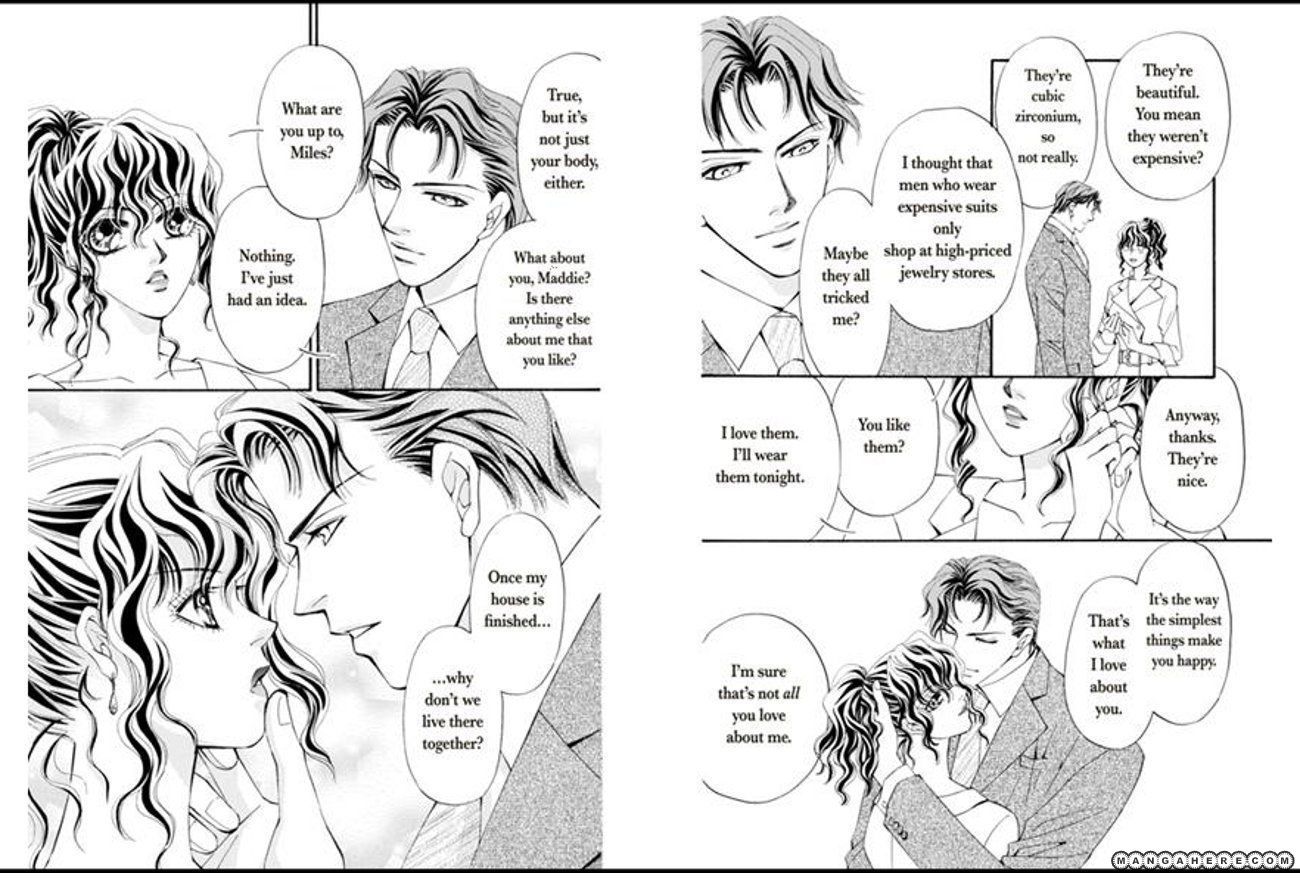 They're
beautiful.
You mean
they weren't
expensive?
They're
cubic
zirconium,
so
not really.
I thought that
men who wear
expensive suits
only
shop at high-priced
jewelry stores.
Maybe
they all
tricked
me?
Anyway,
thanks.
They're
nice.
You like
them?
I love them.
I'll wear
them tonight.
It's the way
the simplest
things make
you happy.
That's
what
I love
about
you.
I'm sure
that's not all
you love
about me.
True,
but it's
not just
your body,
either.
What about
you, Maddie?
Is there
anything else
about me that
you like?
What are
you up to,
Miles?
Nothing.
I've just
had an idea.
Once my
house is
finished...
...why
don't we
live there
together?
MANGAHERE.COM